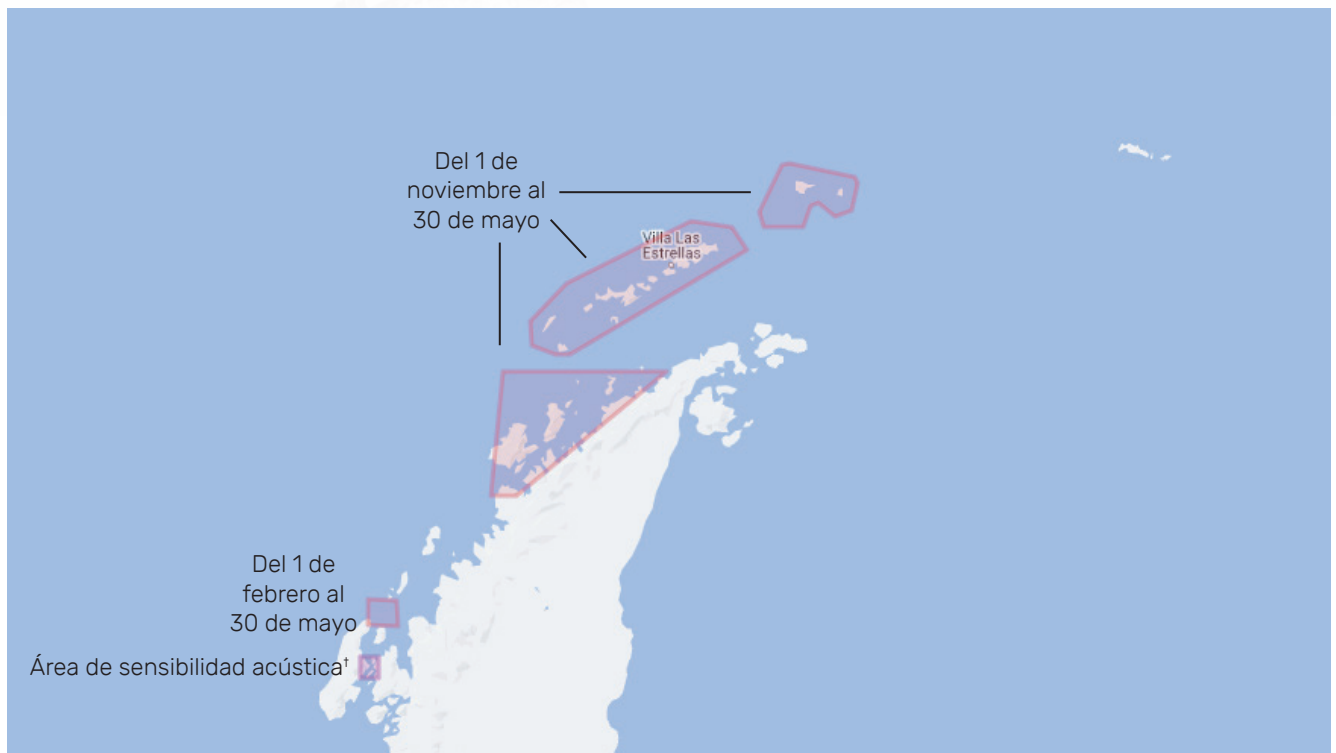 Del 1 de
noviembre al
30 de mayo
Villa Las
Estrellas
Del 1 de
febrero al
30 de mayo
Área de sensibilidad acústica†